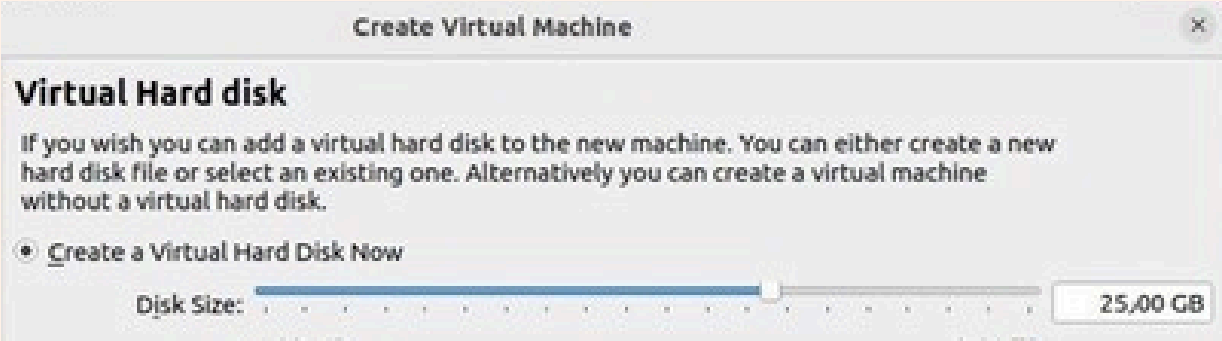 Create Virtual Machine
Virtual Hard disk
If you wish you can add a virtual hard disk to the new machine. You can either create a new
hard disk file or select an existing one. Alternatively you can create a virtual machine
without a virtual hard disk.
Create a Virtual Hard Disk Now
Disk Size: 25,00 GB